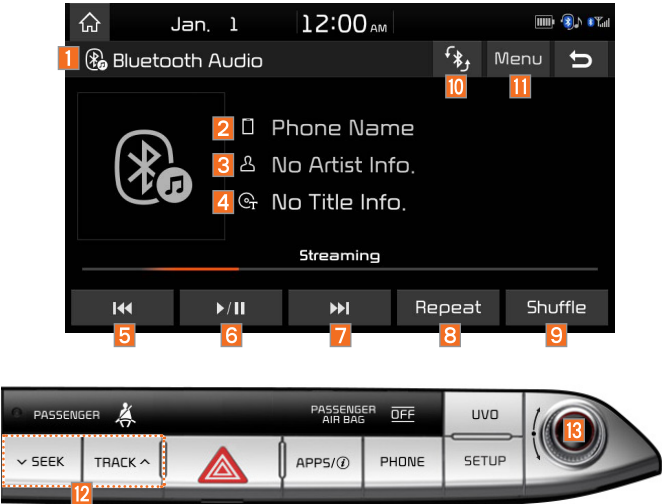 Jan. 1 12:00 AM
1 Bluetooth Audio 10 Menu 11
2 Phone Name
3 No Artist Info.
4 No Title Info.
Streaming
Repeat Shuffle
5 6 7 8 9
PASSENGER PASSENGER AIR BAG OFF UVO 13
SEEK TRACK APPS/i PHONE SETUP
12